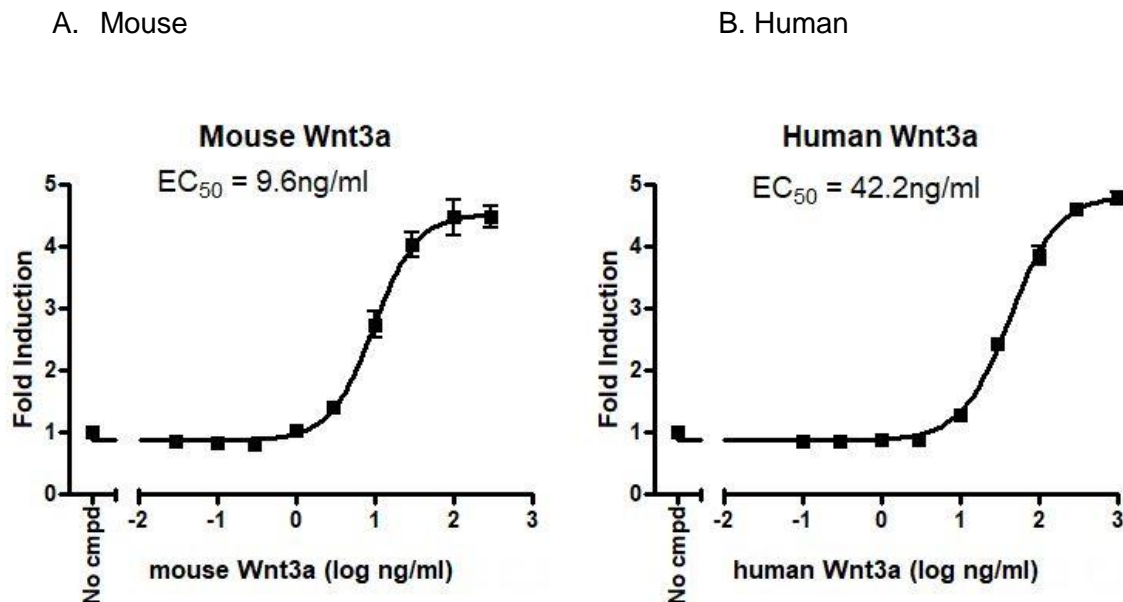 A. Mouse
B. Human
Mouse Wnt3a
EC50 = 9.6ng/ml
5
4
3
2
1
0
Fold Induction
No cmpd
-2 -1 0 1 2 3
mouse Wnt3a (log ng/ml)
Human Wnt3a
EC50 = 42.2ng/ml
5
4
3
2
1
0
Fold Induction
No cmpd
-2 -1 0 1 2 3
human Wnt3a (log ng/ml)